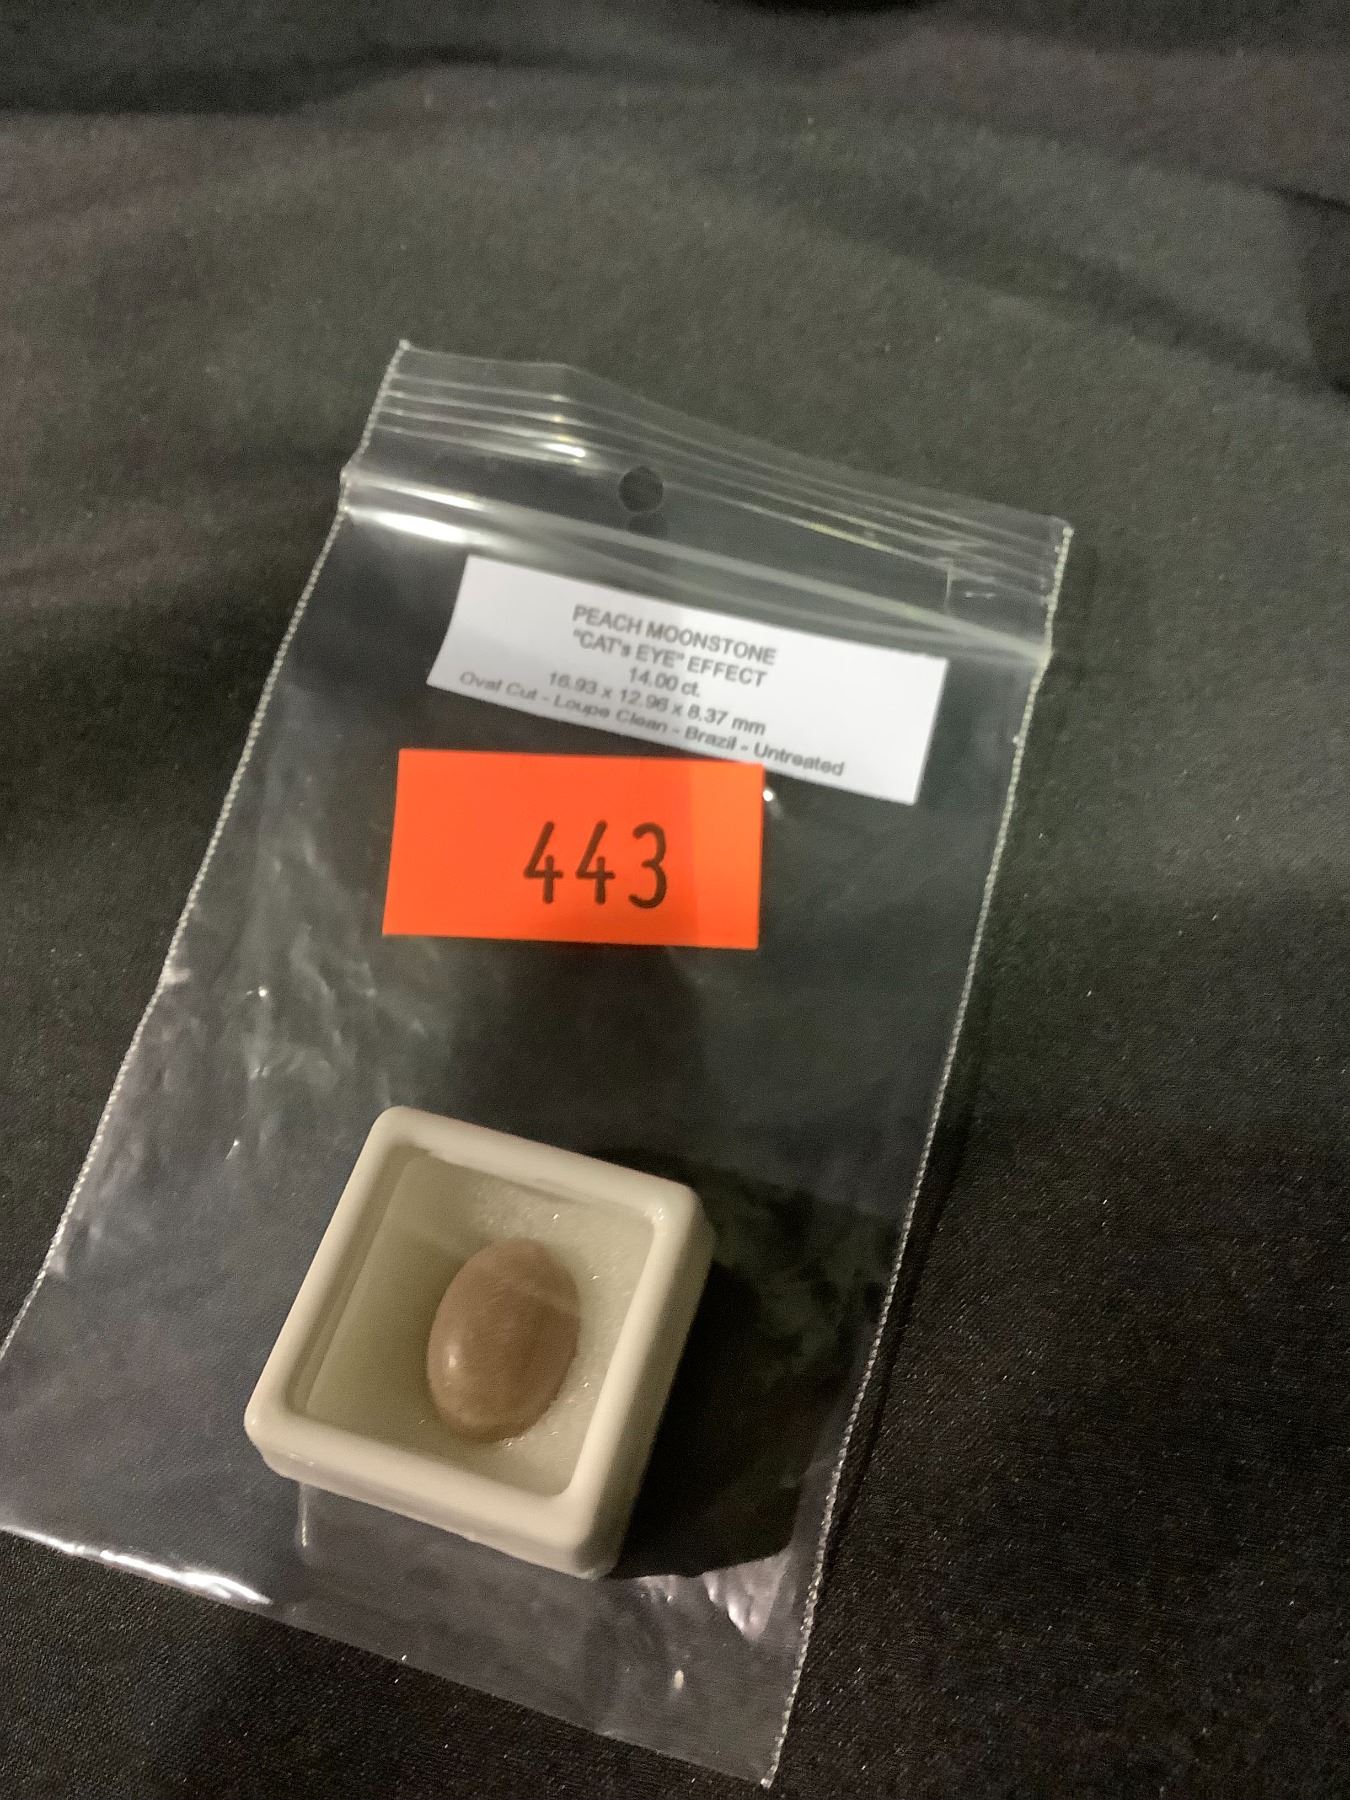 PEACH MOONSTONE
"CAT's EYE" EFFECT
14.00 ct.
16.93 x 12.96 x 8.37 mm
Oval Cut - Loupe Clean - Brazil - Untreated
443